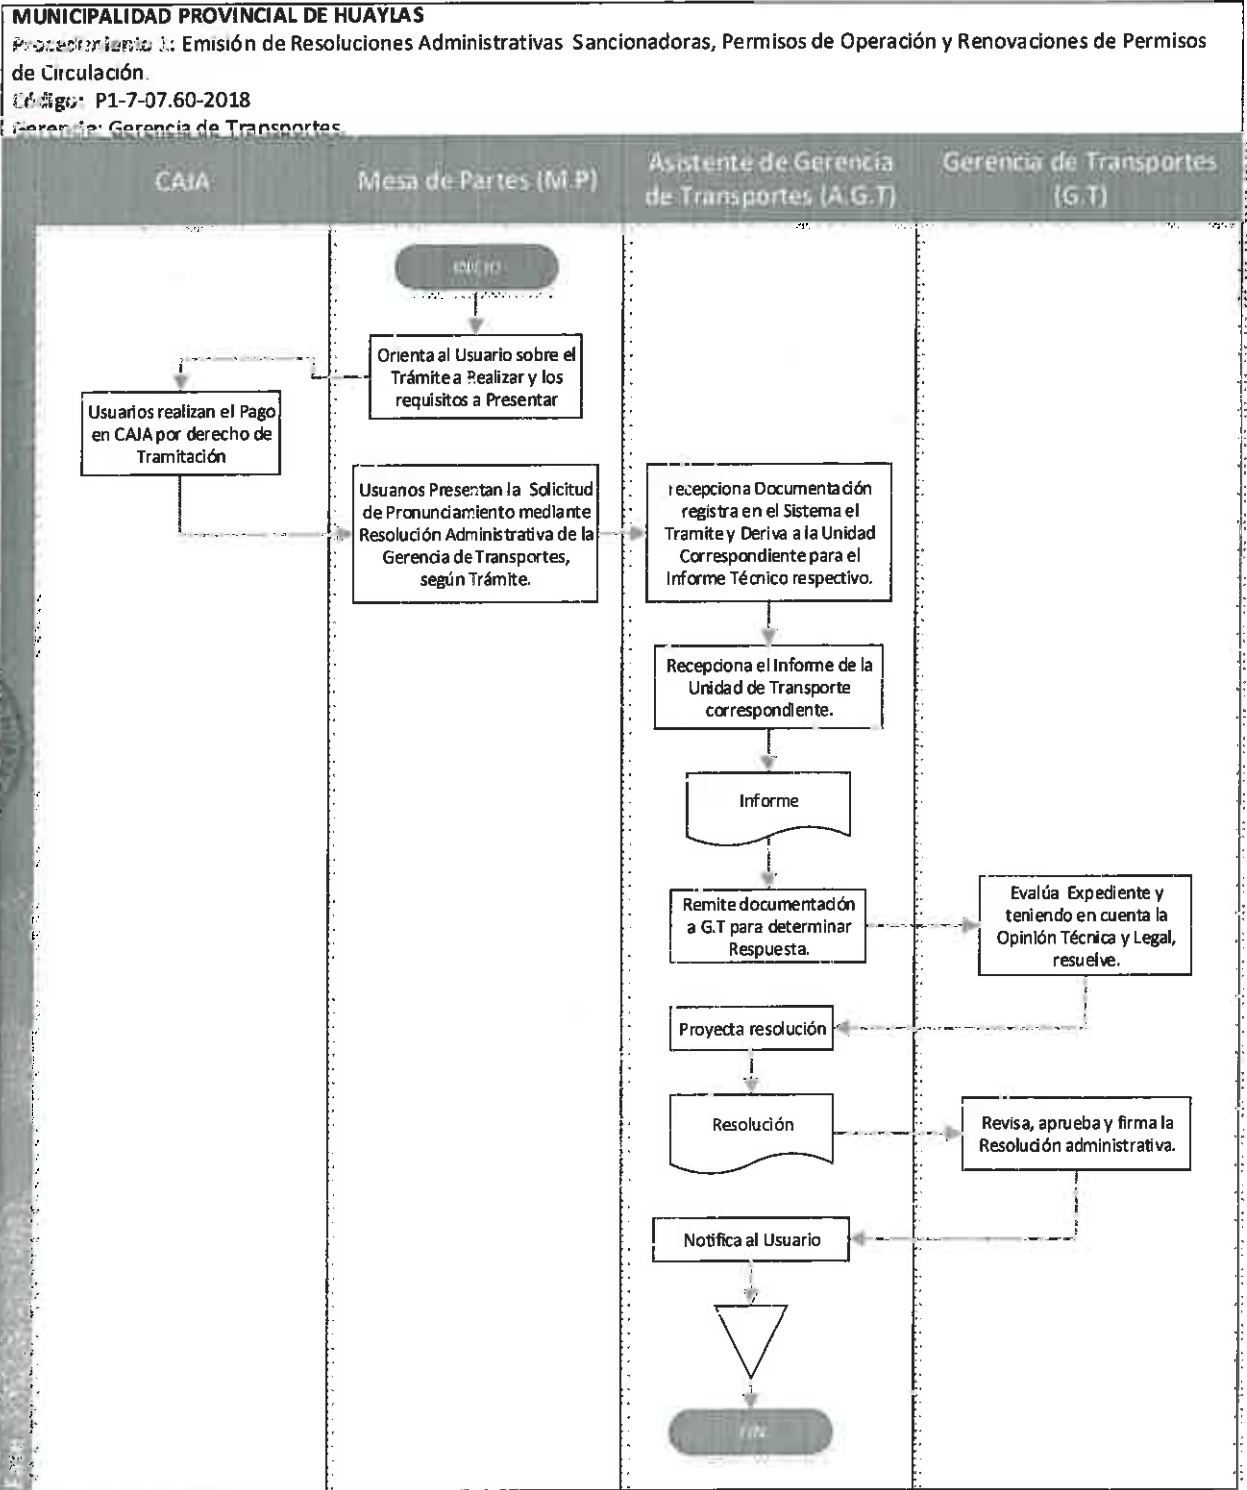 MUNICIPALIDAD PROVINCIAL DE HUAYLAS
Procedimiento 1: Emisión de Resoluciones Administrativas Sancionadoras, Permisos de Operación y Renovaciones de Permisos
de Circulación.
Código: P1-7-07.60-2018
Gerencia: Gerencia de Transportes.
CAJA
Mesa de Partes (M.P)
Asistente de Gerencia
de Transportes (A.G.T)
Gerencia de Transportes
(G.T)
INICIO
Orienta al Usuario sobre el
Trámite a Realizar y los
requisitos a Presentar
Usuarios realizan el Pago
en CAJA por derecho de
Tramitación
Usuarios Presentan la Solicitud
de Pronunciamiento mediante
Resolución Administrativa de la
Gerencia de Transportes,
según Trámite.
recepciona Documentación
registra en el Sistema el
Tramite y Deriva a la Unidad
Correspondiente para el
Informe Técnico respectivo.
Recepciona el Informe de la
Unidad de Transporte
correspondiente.
Informe
Remite documentación
a G.T para determinar
Respuesta.
Evalúa Expediente y
teniendo en cuenta la
Opinión Técnica y Legal,
resuelve.
Proyecta resolución
Resolución
Revisa, aprueba y firma la
Resolución administrativa.
Notifica al Usuario
FIN